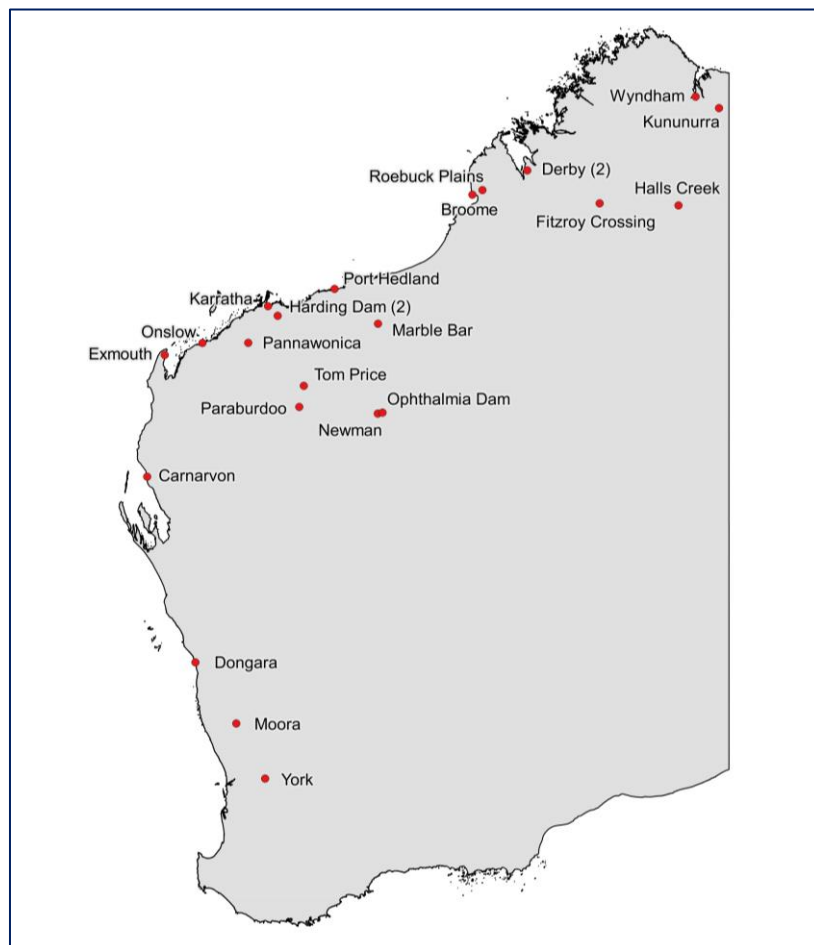 Wyndham
Kununurra
Derby (2)
Roebuck Plains
Halls Creek
Broome
Fitzroy Crossing
Port Hedland
Karratha
Harding Dam (2)
Marble Bar
Onslow
Pannawonica
Exmouth
Tom Price
Ophthalmia Dam
Paraburdoo
Newman
Carnarvon
Dongara
Moora
York